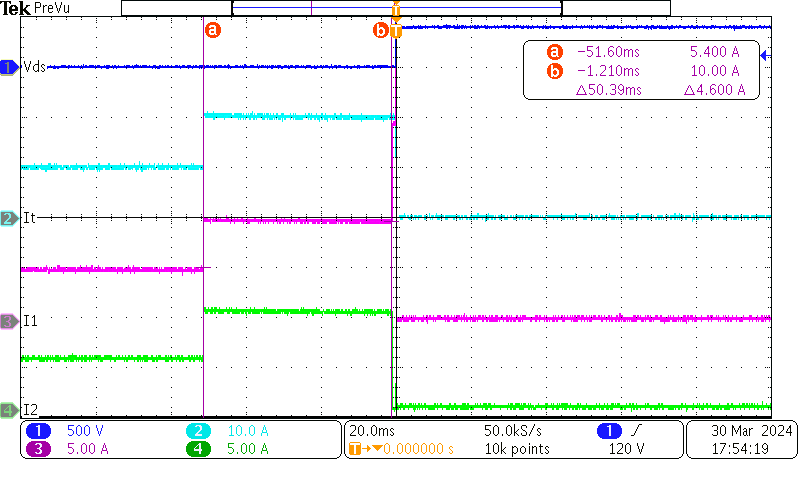 Tek PreVu
a
b
T
a −51.60ms 5.400 A
b −1.210ms 10.00 A
△50.39ms △4.600 A
1 Vds
2 It
3 I1
4 I2
1 500 V 2 10.0 A
3 5.00 A 4 5.00 A
20.0ms 50.0kS/s 1
T→▼0.000000 s 10k points 120 V
30 Mar 2024
17:54:19